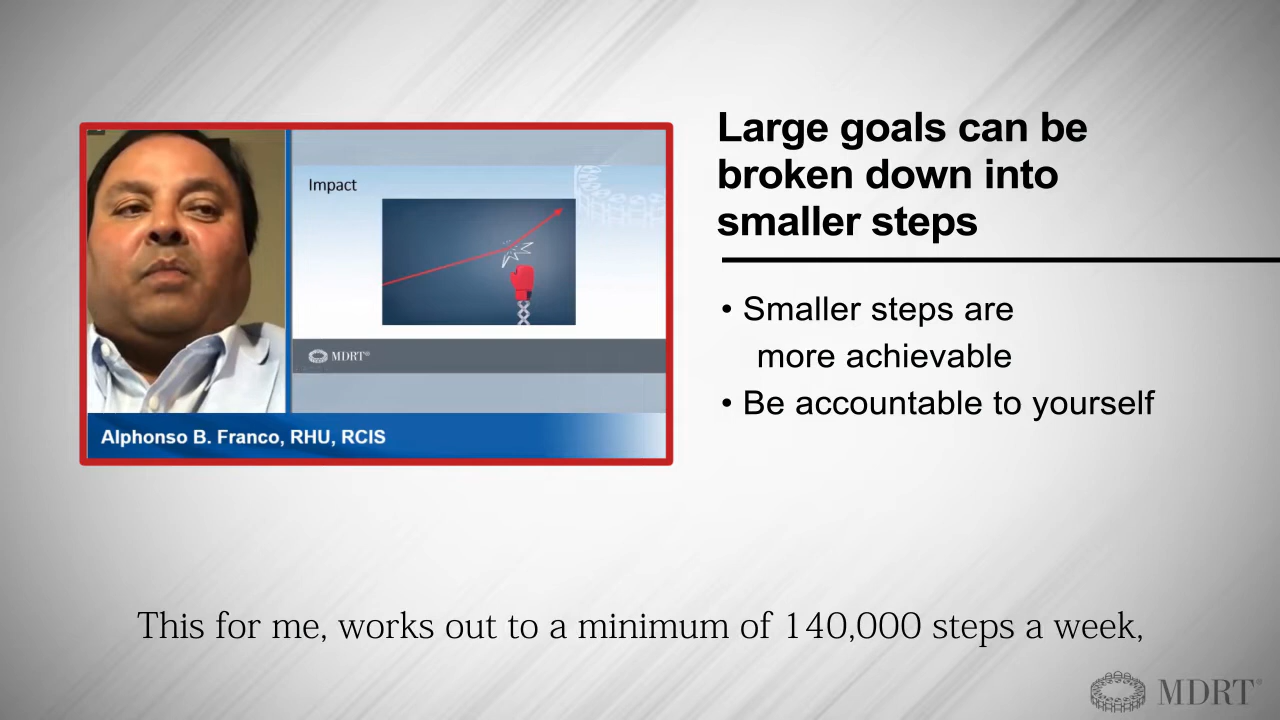 Large goals can be
broken down into
smaller steps
• Smaller steps are
more achievable
• Be accountable to yourself
Impact
MDRT®
Alphonso B. Franco, RHU, RCIS
This for me, works out to a minimum of 140,000 steps a week,
MDRT®